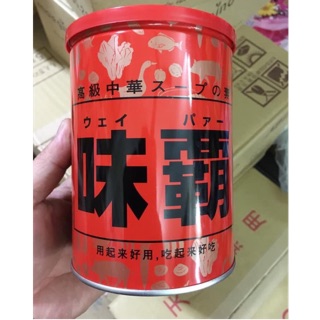 高級中華スープの素
ウェイ パァー
味覇
用起来好用,吃起来好吃